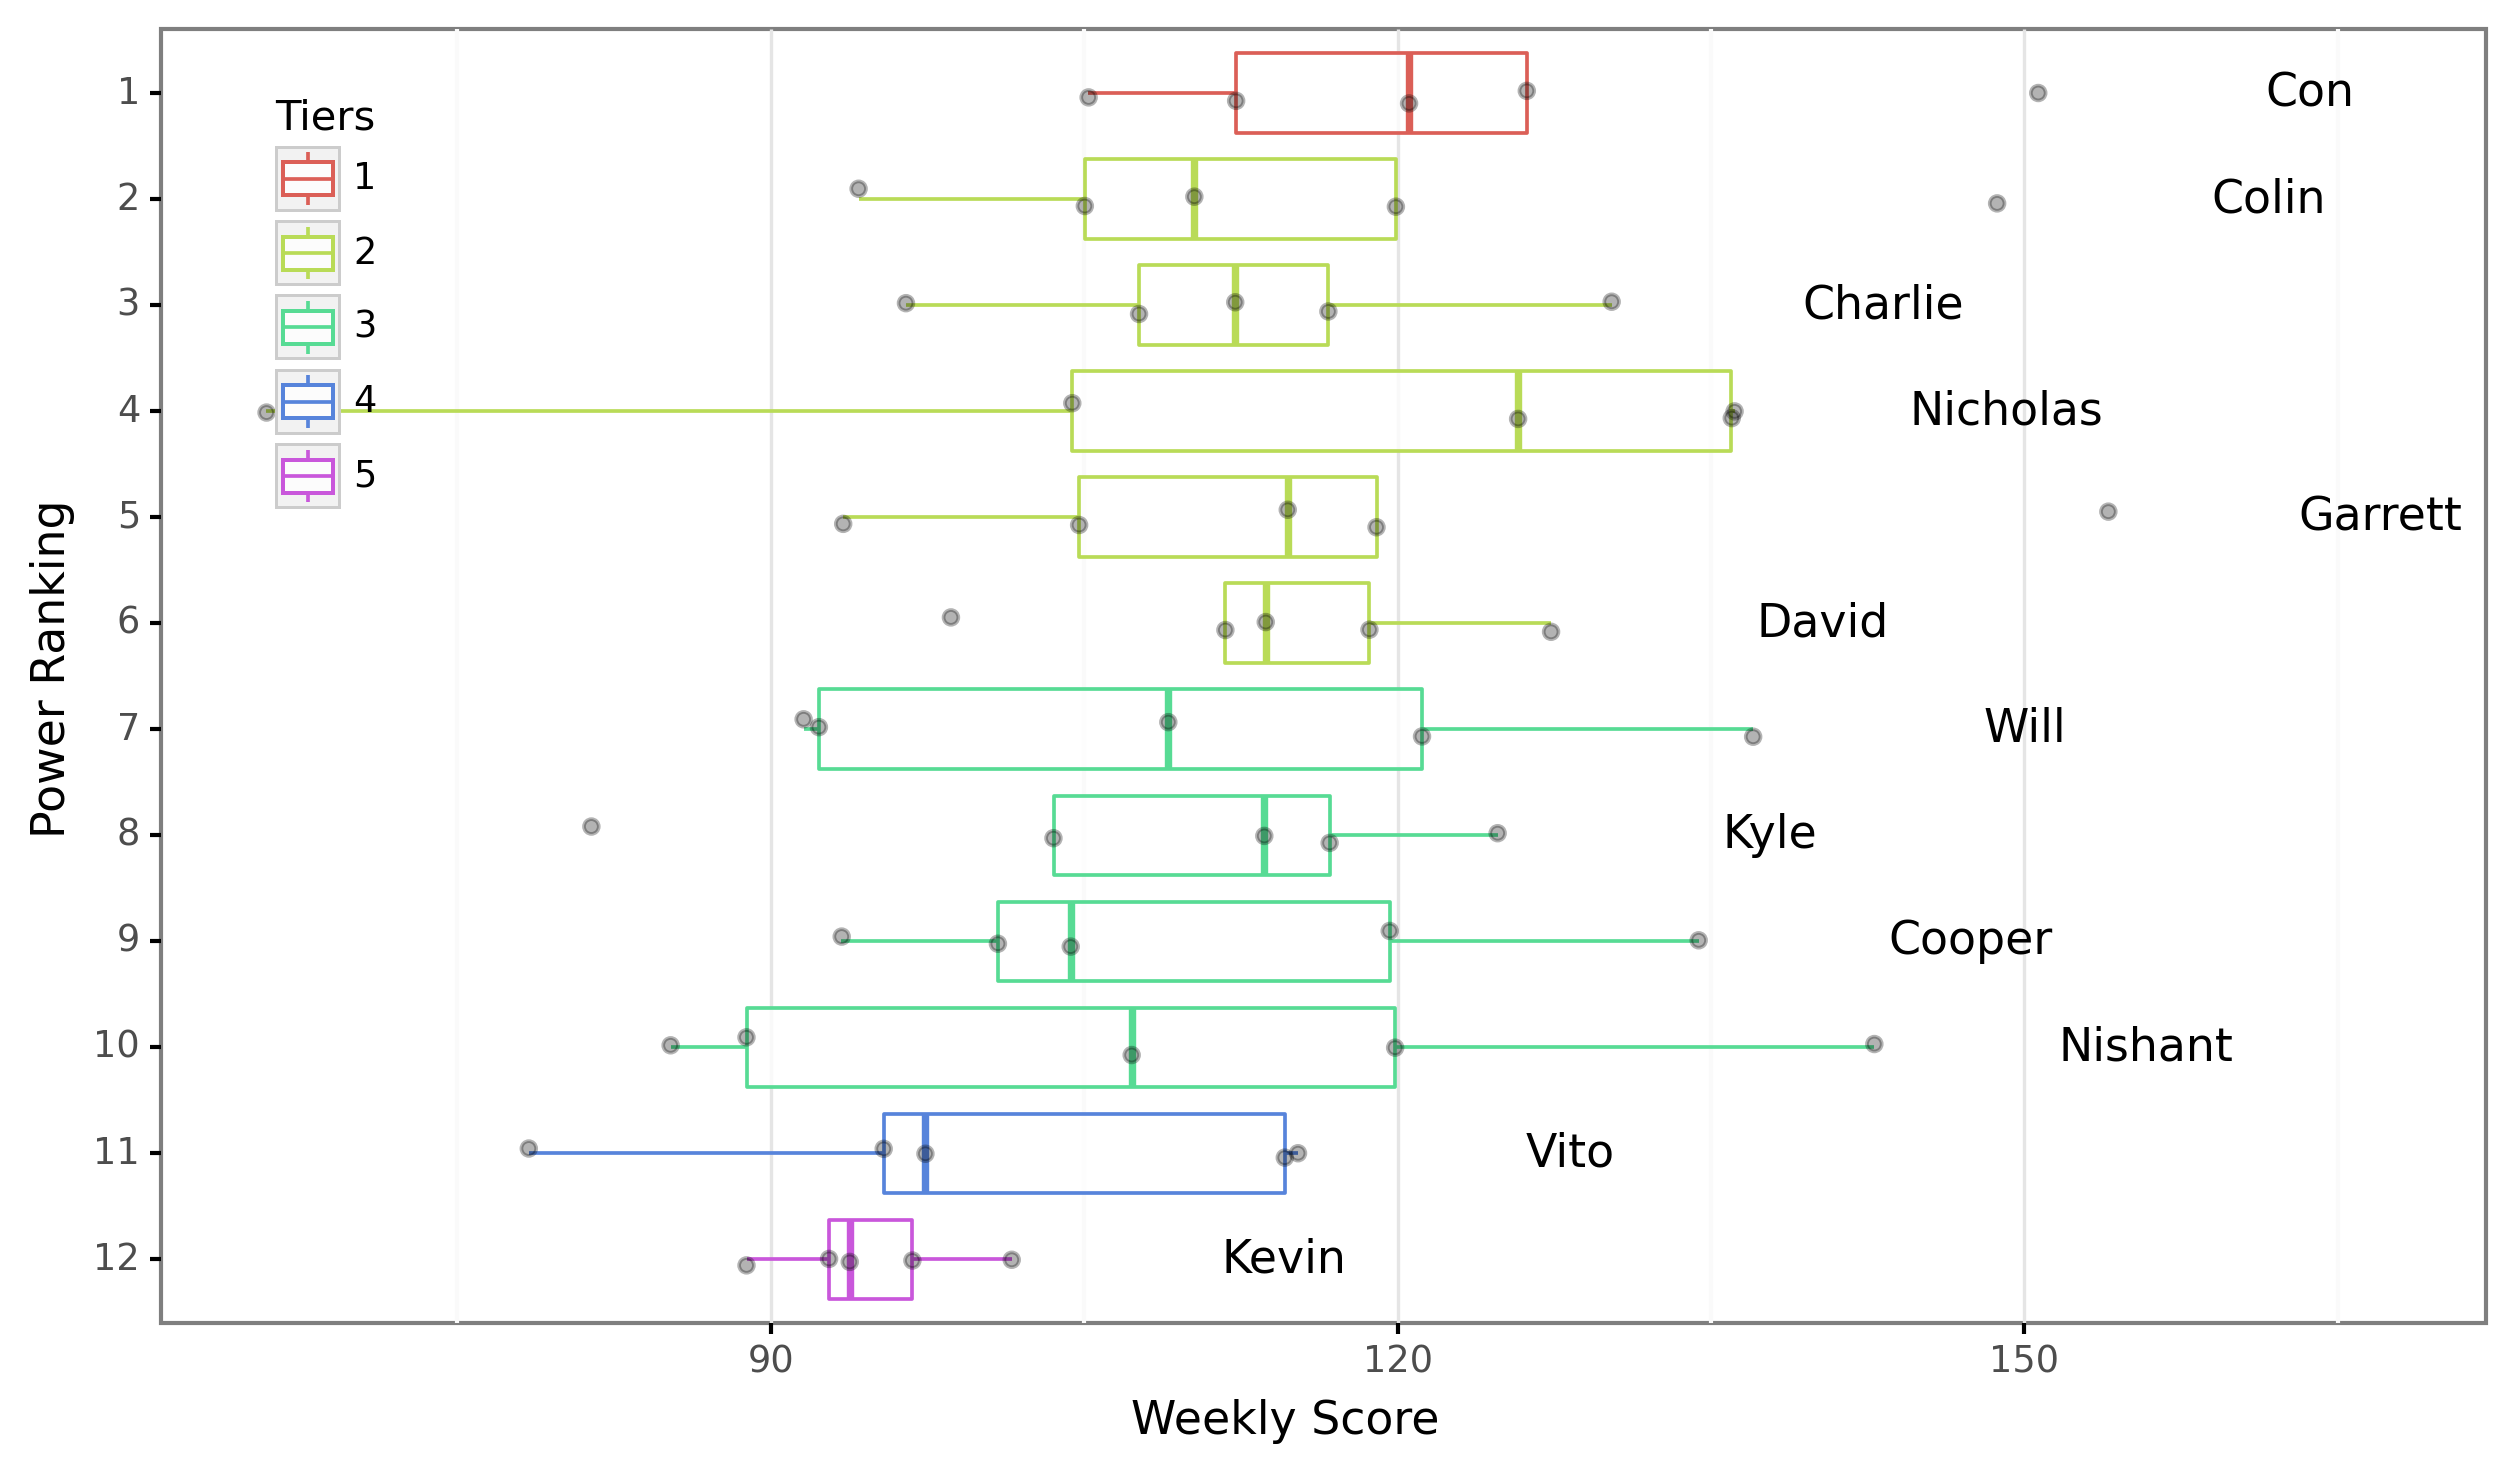 1 Con
Tiers
1
2 Colin
2
3 Charlie
3
4 Nicholas
4
5
5 Garrett
6 David
7 Will
8 Kyle
9 Cooper
10 Nishant
11 Vito
12 Kevin
Power Ranking
90 120 150
Weekly Score